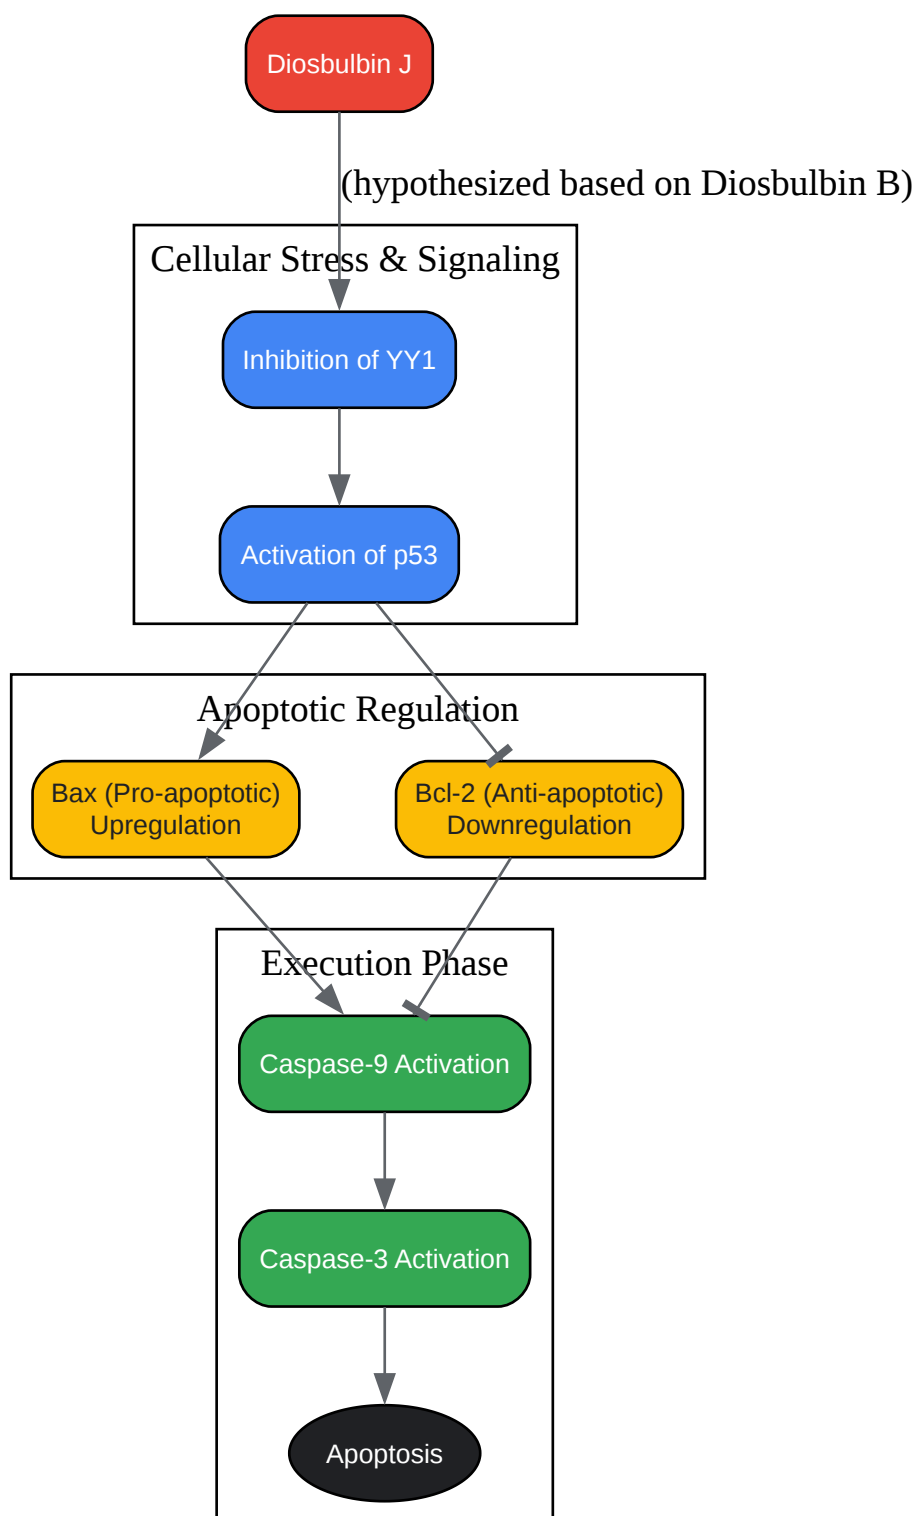 Diosbulbin J
(hypothesized based on Diosbulbin B)
Cellular Stress & Signaling
Inhibition of YY1
Activation of p53
Apoptotic Regulation
Bax (Pro-apoptotic)
Upregulation
Bcl-2 (Anti-apoptotic)
Downregulation
Execution Phase
Caspase-9 Activation
Caspase-3 Activation
Apoptosis